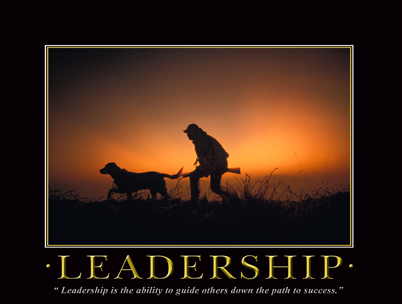 ·LEADERSHIP·
“ Leadership is the ability to guide others down the path to success.”